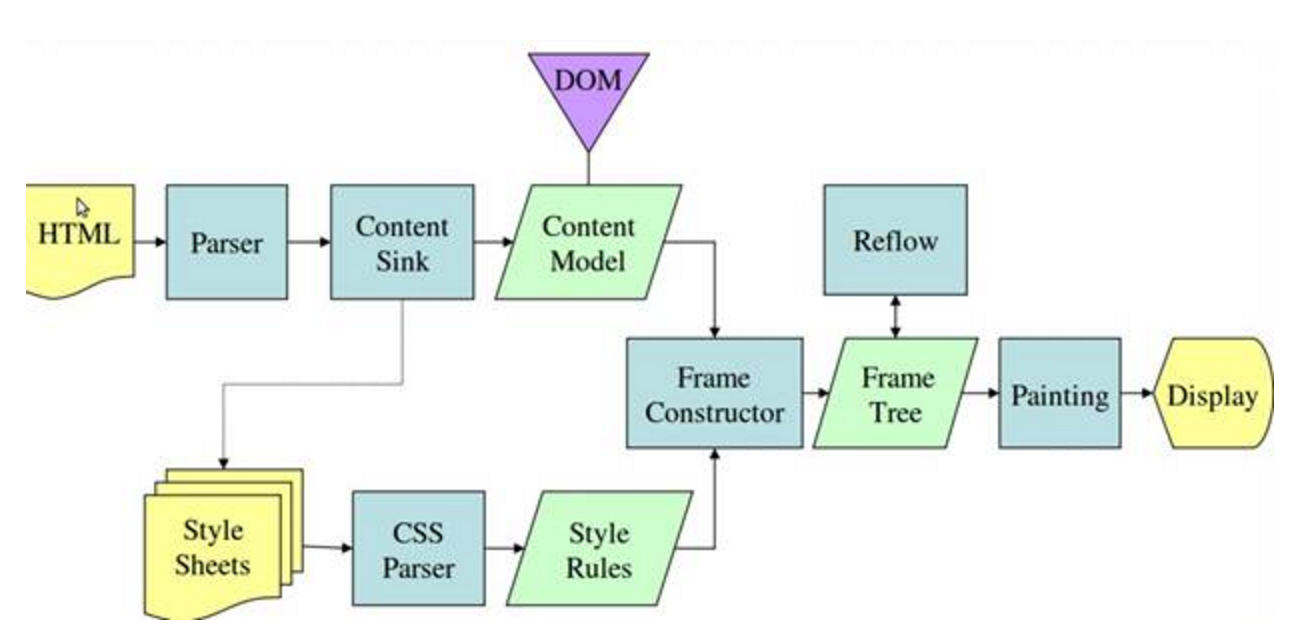 DOM
HTML
Parser
Content
Sink
Content
Model
Reflow
Frame
Constructor
Frame
Tree
Painting
Display
Style
Sheets
CSS
Parser
Style
Rules